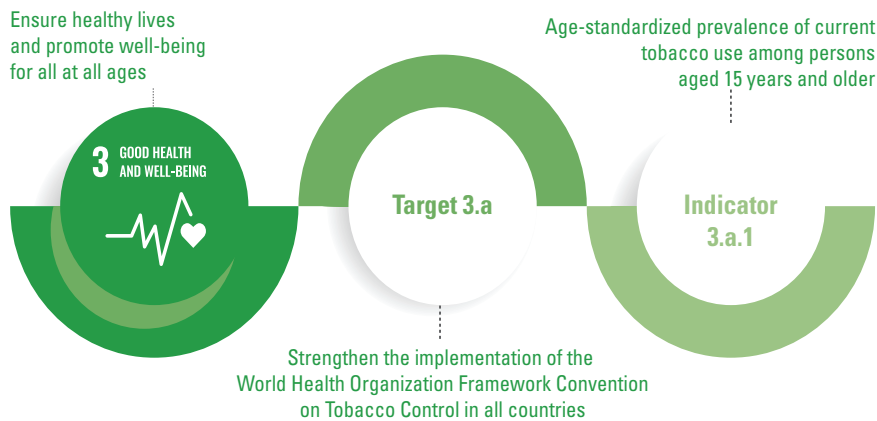 Ensure healthy lives
and promote well-being
for all at all ages
3 GOOD HEALTH
AND WELL-BEING
Target 3.a
Strengthen the implementation of the
World Health Organization Framework Convention
on Tobacco Control in all countries
Age-standardized prevalence of current
tobacco use among persons
aged 15 years and older
Indicator
3.a.1